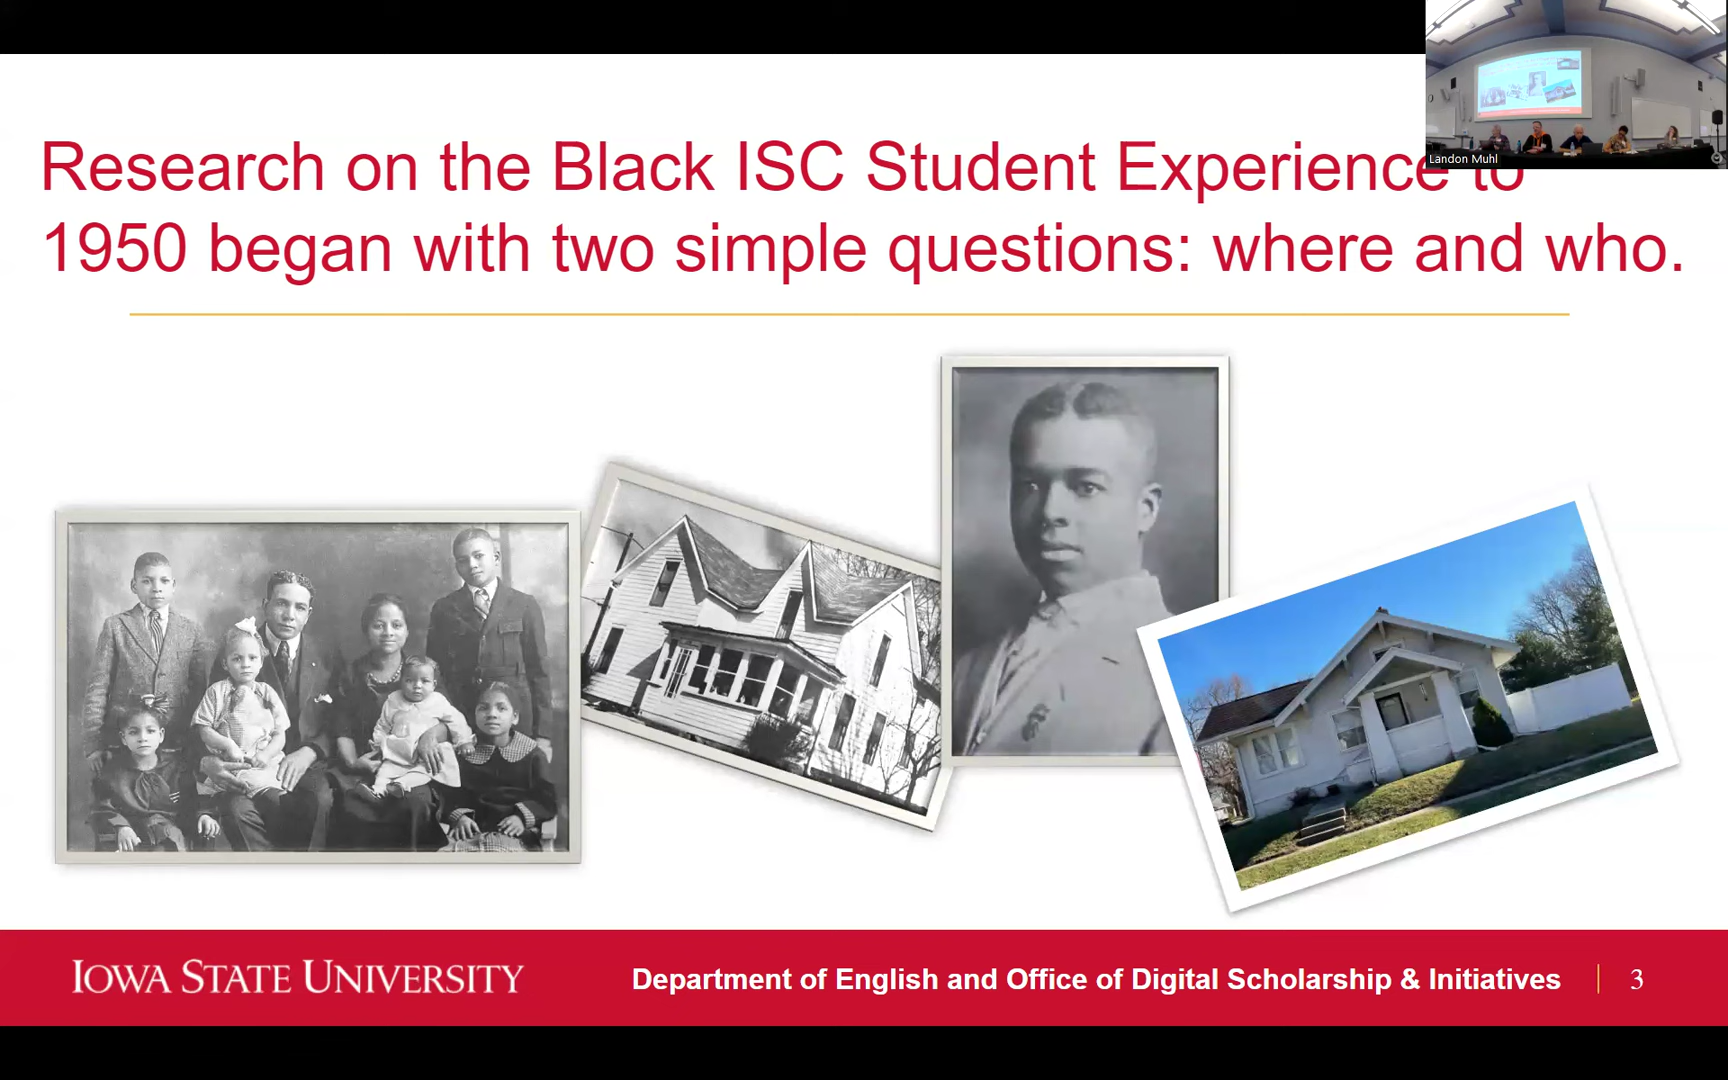 Landon Muhl
Research on the Black ISC Student Experience to
1950 began with two simple questions: where and who.
IOWA STATE UNIVERSITY
Department of English and Office of Digital Scholarship & Initiatives
3